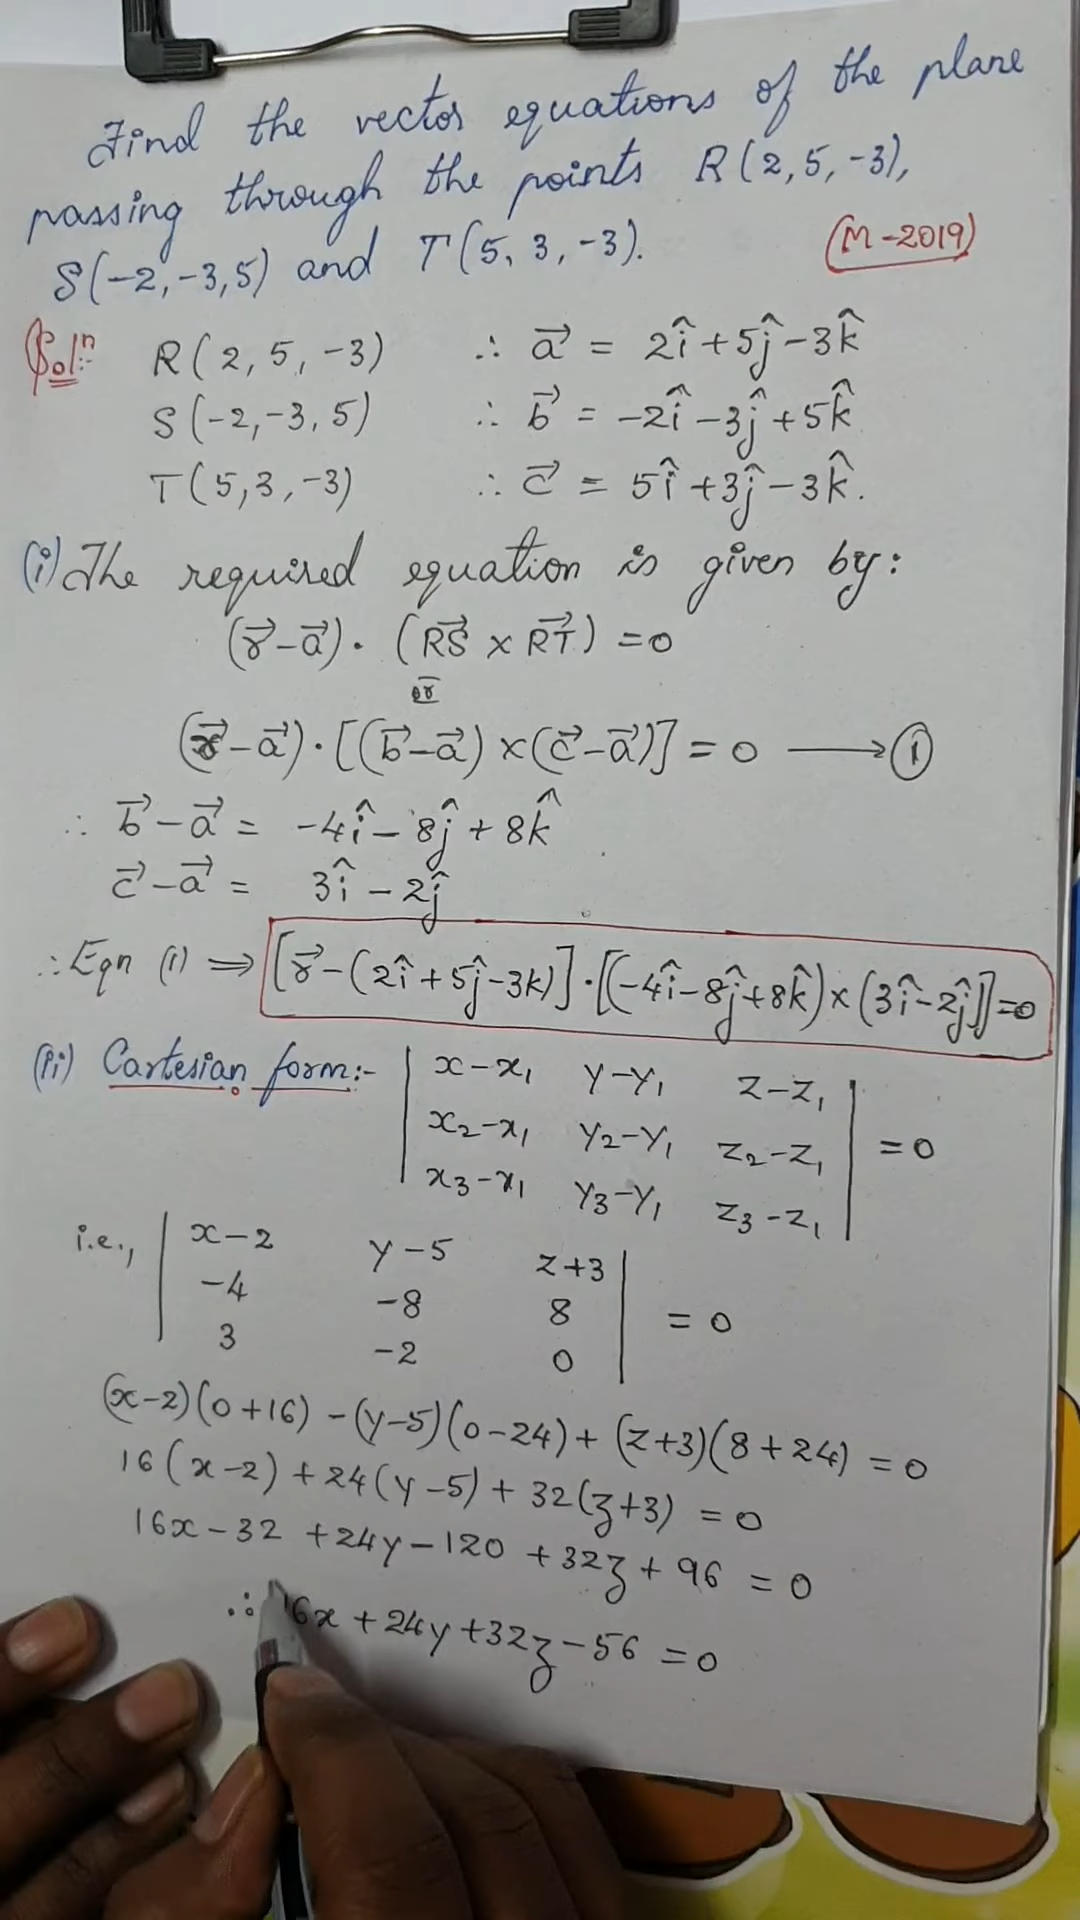 Find the vector equations of the plane
passing through the points R(2, 5, -3),
S(-2, -3, 5) and T(5, 3, -3).
(M-2019)
Solⁿ:-
R(2, 5, -3) ∴ a⃗ = 2î + 5ĵ - 3k̂
S(-2, -3, 5) ∴ b⃗ = -2î - 3ĵ + 5k̂
T(5, 3, -3) ∴ c⃗ = 5î + 3ĵ - 3k̂.
(i) The required equation is given by:
(r⃗ - a⃗) · (RS⃗ × RT⃗) = 0
or
(r⃗ - a⃗) · [(b⃗ - a⃗) × (c⃗ - a⃗)] = 0 → ①
∴ b⃗ - a⃗ = -4î - 8ĵ + 8k̂
c⃗ - a⃗ = 3î - 2ĵ
∴ Eqn (1) ⇒ [r⃗ - (2î + 5ĵ - 3k)] · [(-4î - 8ĵ + 8k̂) × (3î - 2ĵ)] = 0
(ii) Cartesian form:- | x - x₁ y - y₁ z - z₁ |
| x₂ - x₁ y₂ - y₁ z₂ - z₁ | = 0
| x₃ - x₁ y₃ - y₁ z₃ - z₁ |
i.e., | x - 2 y - 5 z + 3 |
| -4 -8 8 | = 0
| 3 -2 0 |
(x-2)(0+16) - (y-5)(0-24) + (z+3)(8+24) = 0
16(x-2) + 24(y-5) + 32(z+3) = 0
16x - 32 + 24y - 120 + 32z + 96 = 0
∴ 16x + 24y + 32z - 56 = 0